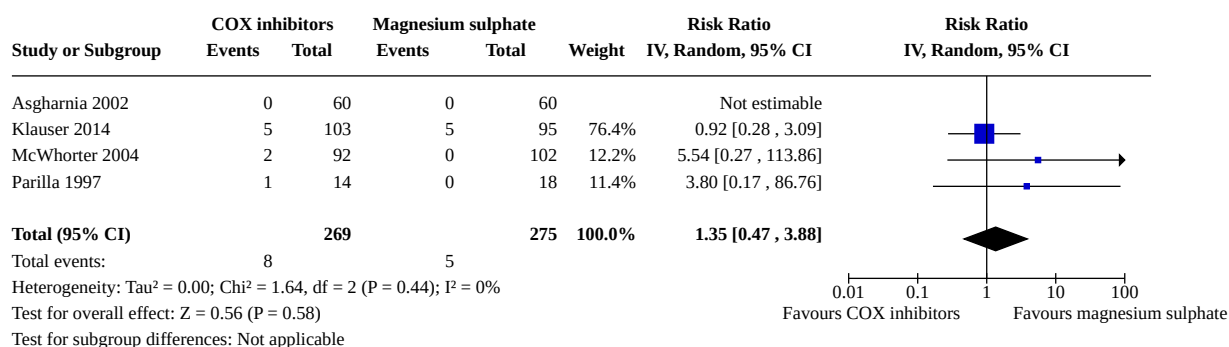 COX inhibitors Magnesium sulphate Risk Ratio Risk Ratio
Study or Subgroup Events Total Events Total Weight IV, Random, 95% CI IV, Random, 95% CI
Asgharnia 2002 0 60 0 60 Not estimable
Klauser 2014 5 103 5 95 76.4% 0.92 [0.28 , 3.09]
McWhorter 2004 2 92 0 102 12.2% 5.54 [0.27 , 113.86]
Parilla 1997 1 14 0 18 11.4% 3.80 [0.17 , 86.76]
Total (95% CI) 269 275 100.0% 1.35 [0.47 , 3.88]
Total events: 8 5
Heterogeneity: Tau² = 0.00; Chi² = 1.64, df = 2 (P = 0.44); I² = 0%
0.01 0.1 1 10 100
Test for overall effect: Z = 0.56 (P = 0.58) Favours COX inhibitors Favours magnesium sulphate
Test for subgroup differences: Not applicable